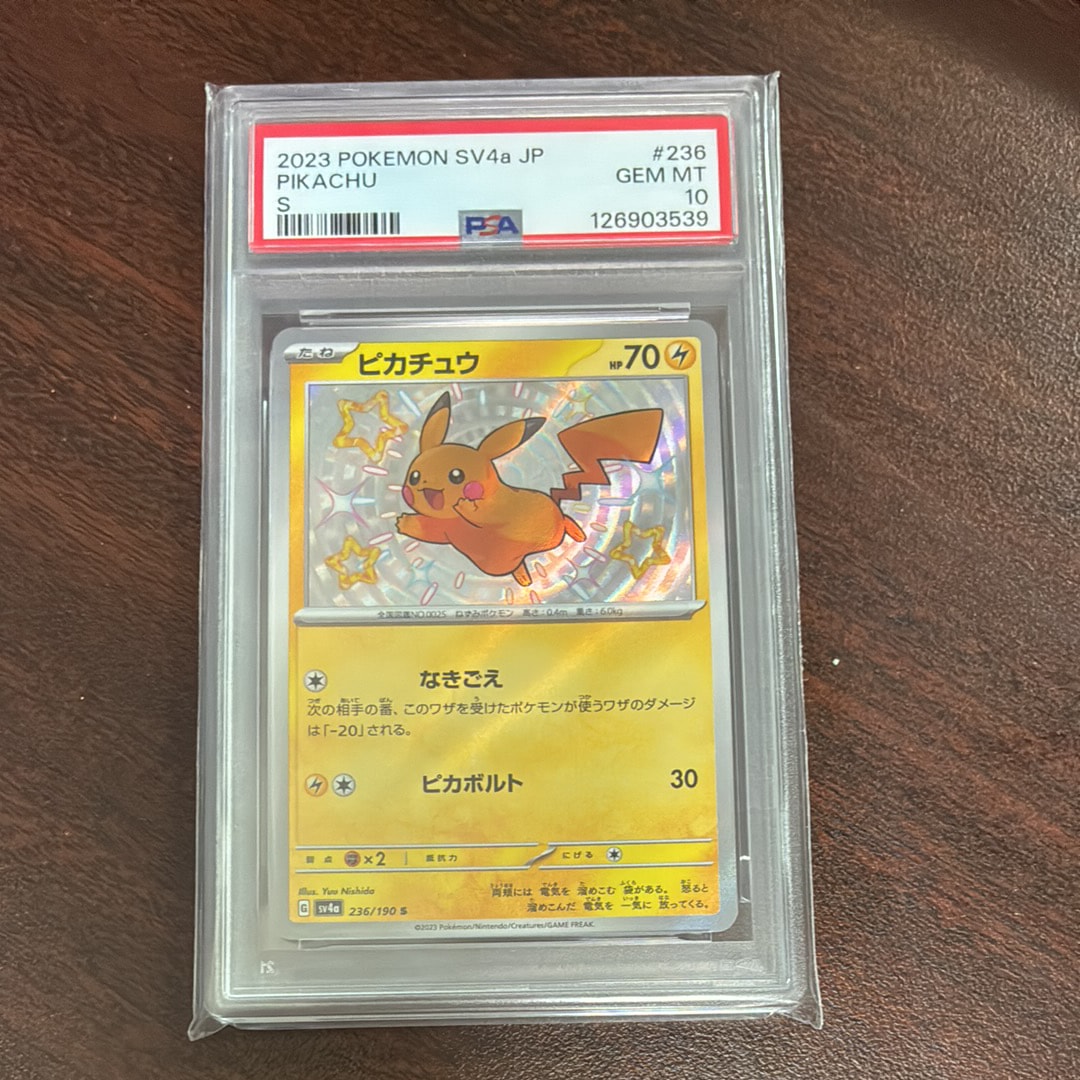 2023 POKEMON SV4a JP #236
PIKACHU GEM MT
S 10
PSA 126903539
たね ピカチュウ HP70
全国図鑑NO.0025 ねずみポケモン 高さ:0.4m 重さ:6.0kg
なきごえ
次の相手の番、このワザを受けたポケモンが使うワザのダメージ
は「-20」される。
ピカボルト 30
弱点 ×2 抵抗力 にげる
Illus. Yuu Nishida
両頬には 電気を 溜めこむ 袋がある。 怒ると
溜めこんだ 電気を 一気に 放ってくる。
G SV4a 236/190 S
©2023 Pokémon/Nintendo/Creatures/GAME FREAK.